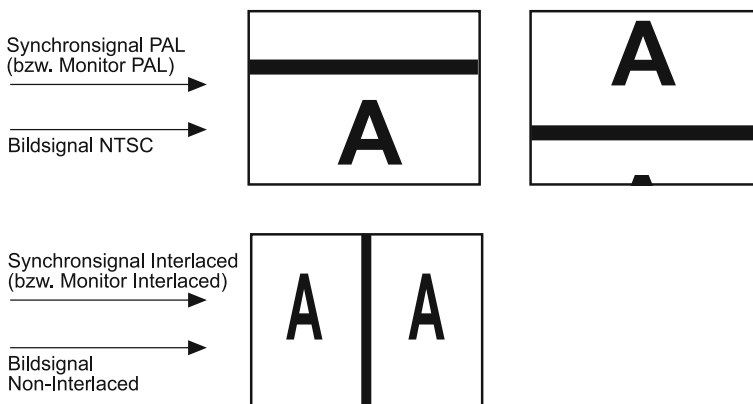 Synchronsignal PAL
(bzw. Monitor PAL)
Bildsignal NTSC
A
A
A
Synchronsignal Interlaced
(bzw. Monitor Interlaced)
Bildsignal
Non-Interlaced
A A